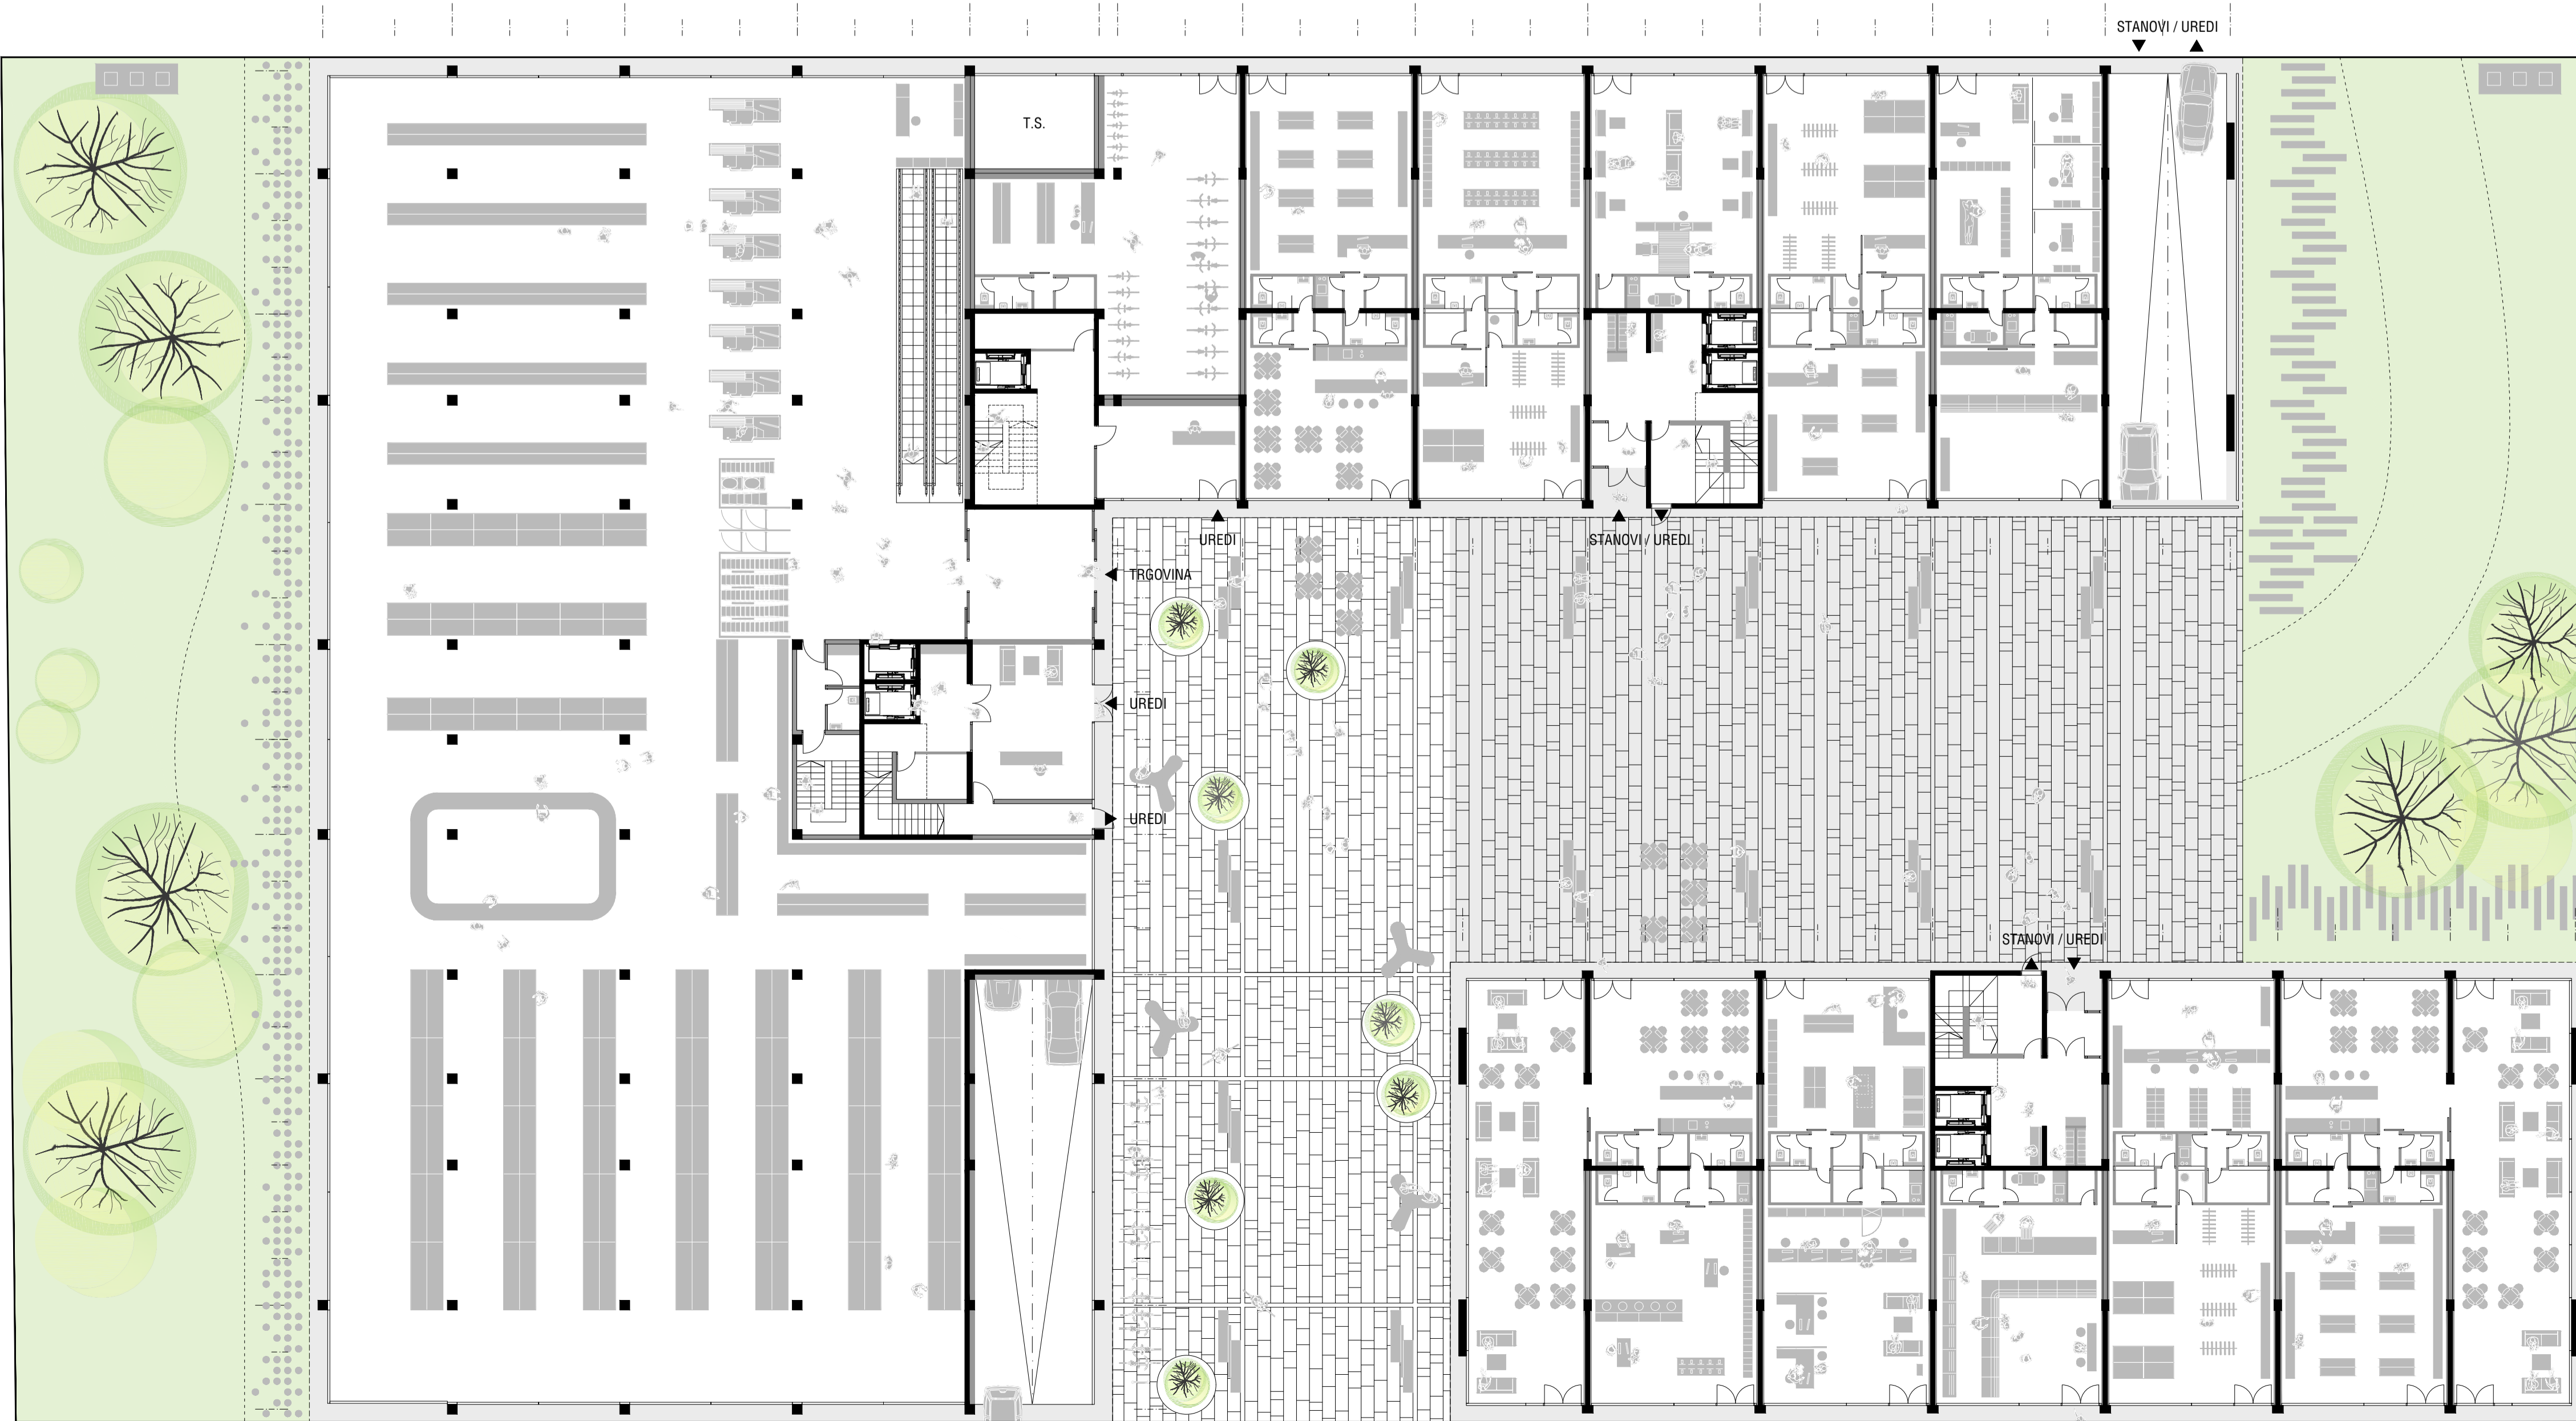 STANOVI / UREDI
T.S.
UREDI
STANOVI / UREDI
TRGOVINA
UREDI
UREDI
STANOVI / UREDI